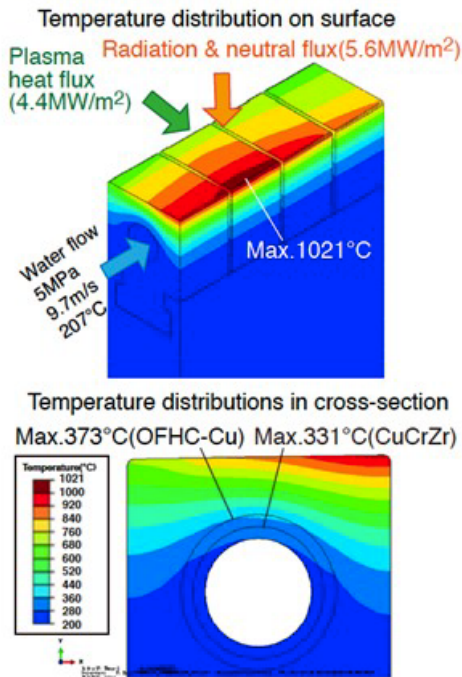 Temperature distribution on surface
Plasma
heat flux
(4.4MW/m²)
Radiation & neutral flux(5.6MW/m²)
Water flow
5MPa
9.7m/s
207°C
Max.1021°C
Temperature distributions in cross-section
Max.373°C(OFHC-Cu)
Max.331°C(CuCrZr)
Temperature(°C)
1021
1000
920
840
760
680
600
520
440
360
280
200
Y
X